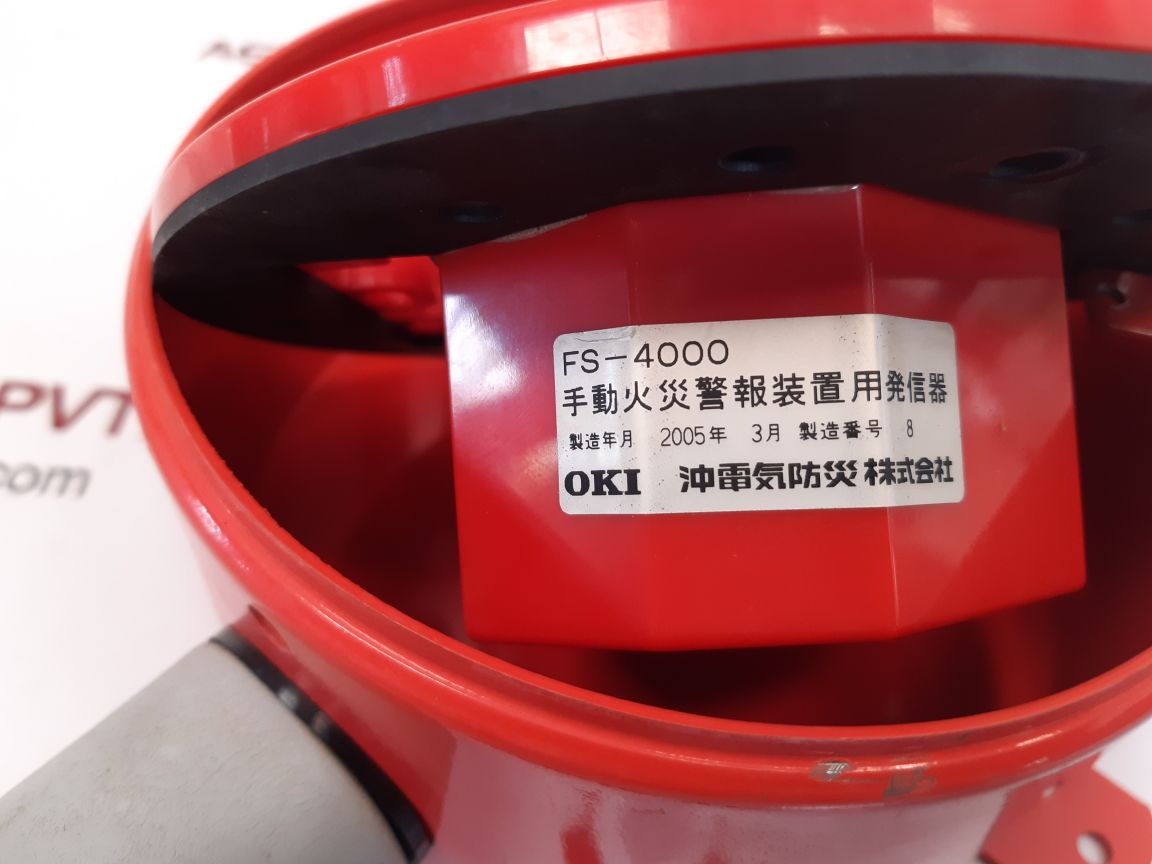 PVT
.com
FS-4000
手動火災警報装置用発信器
製造年月 2005年 3月 製造番号 8
OKI 沖電気防災株式会社